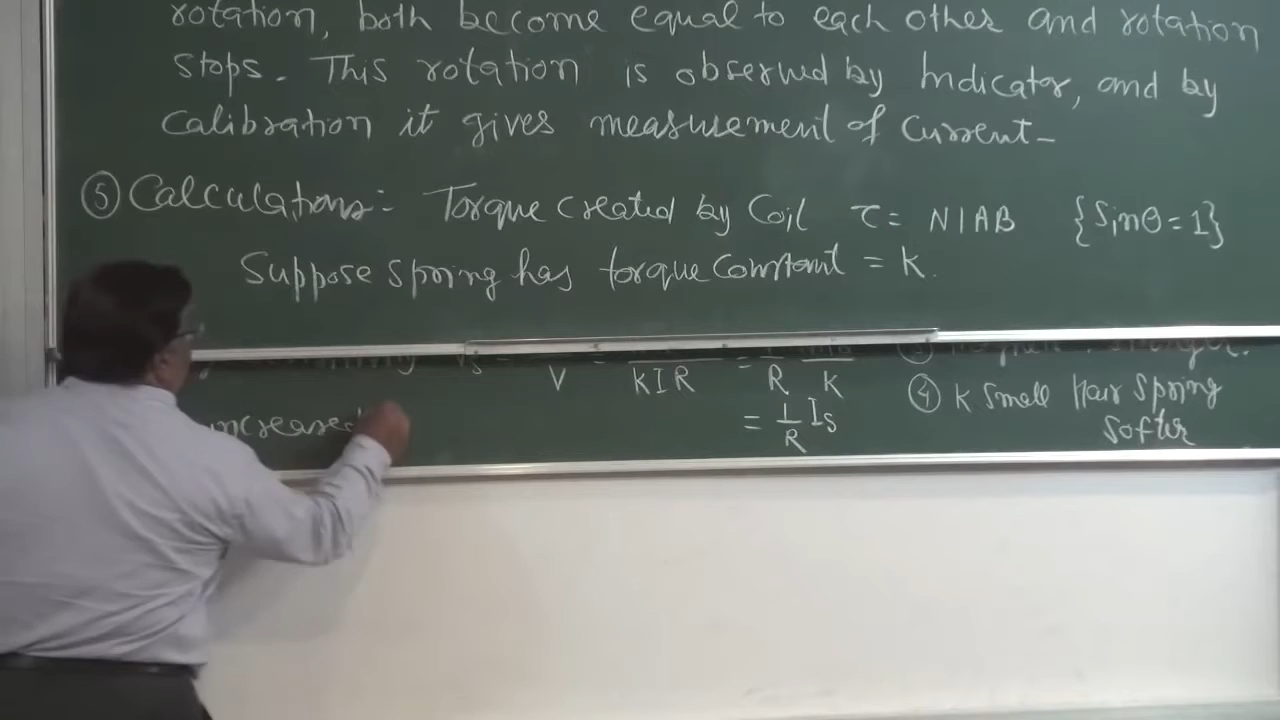 rotation, both become equal to each other and rotation
stops. This rotation is observed by Indicator, and by
Calibration it gives measurement of Current-
⑤ Calculations:- Torque created by Coil τ = NIAB {Sinθ = 1}
Suppose spring has torque constant = K.
V KIR = R K
④ K small Hair Spring
increased = 1/R Is Softer